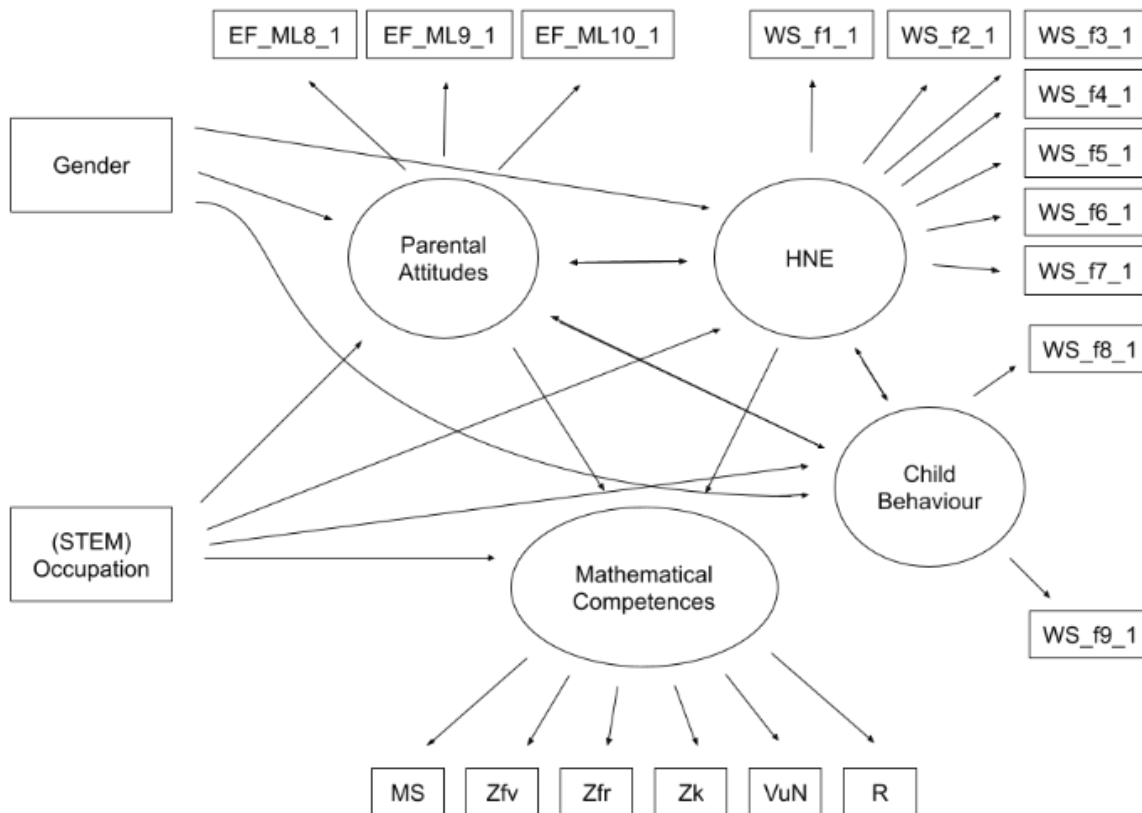 EF_ML8_1
EF_ML9_1
EF_ML10_1
WS_f1_1
WS_f2_1
WS_f3_1
WS_f4_1
WS_f5_1
WS_f6_1
WS_f7_1
Gender
Parental
Attitudes
HNE
WS_f8_1
Child
Behaviour
(STEM)
Occupation
Mathematical
Competences
WS_f9_1
MS
Zfv
Zfr
Zk
VuN
R